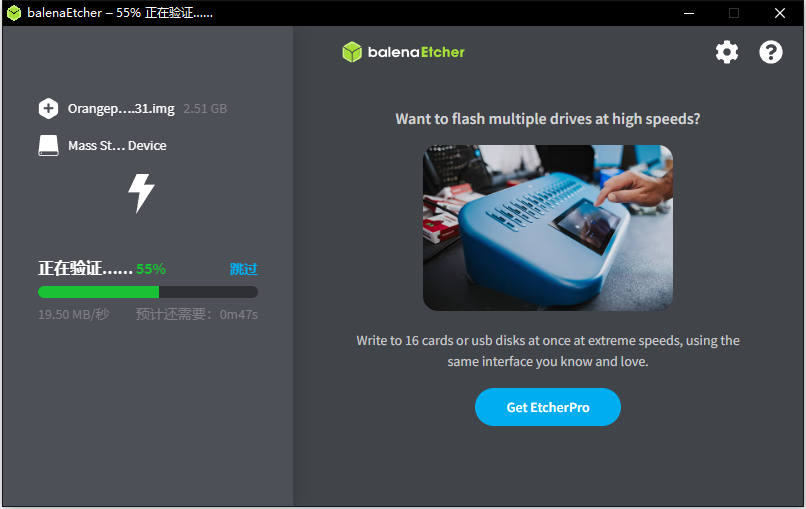 balenaEtcher – 55% 正在验证……
balenaEtcher
Orangep….31.img 2.51 GB
Mass St… Device
正在验证…… 55% 跳过
19.50 MB/秒 预计还需要：0m47s
Want to flash multiple drives at high speeds?
Write to 16 cards or usb disks at once at extreme speeds, using the
same interface you know and love.
Get EtcherPro